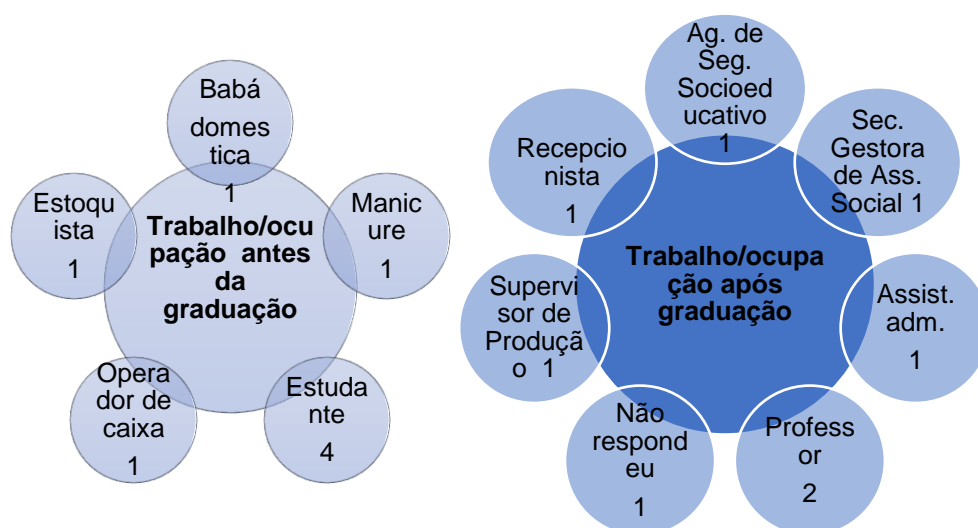 Babá
domes
tica
1
Manic
ure
1
Estuda
nte
4
Opera
dor de
caixa
1
Estoqu
ista
1
Trabalho/ocu
pação antes
da
graduação
Ag. de
Seg.
Socioed
ucativo
1
Sec.
Gestora
de Ass.
Social 1
Assist.
adm.
1
Profess
or
2
Não
respond
eu
1
Supervi
sor de
Produçã
o 1
Recepcio
nista
1
Trabalho/ocupa
ção após
graduação